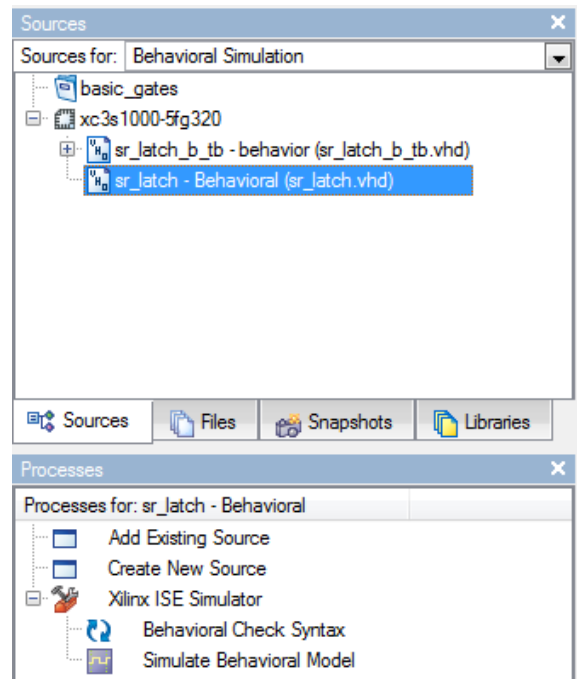 Sources
Sources for: Behavioral Simulation
basic_gates
xc3s1000-5fg320
sr_latch_b_tb - behavior (sr_latch_b_tb.vhd)
sr_latch - Behavioral (sr_latch.vhd)
Sources Files Snapshots Libraries
Processes
Processes for: sr_latch - Behavioral
Add Existing Source
Create New Source
Xilinx ISE Simulator
Behavioral Check Syntax
Simulate Behavioral Model